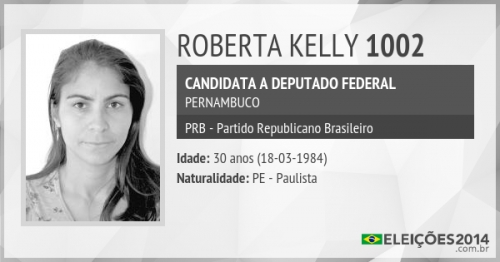 ROBERTA KELLY 1002
CANDIDATA A DEPUTADO FEDERAL
PERNAMBUCO
PRB - Partido Republicano Brasileiro
Idade: 30 anos (18-03-1984)
Naturalidade: PE - Paulista
ELEIÇÕES2014
.com.br